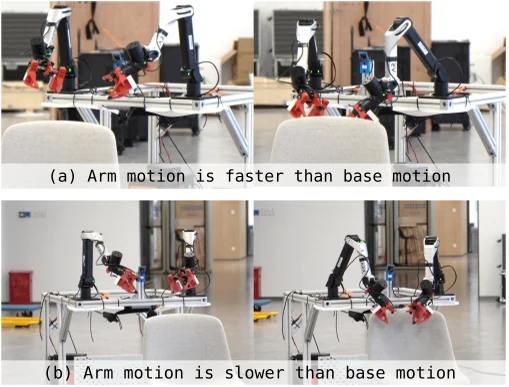 (a) Arm motion is faster than base motion
(b) Arm motion is slower than base motion